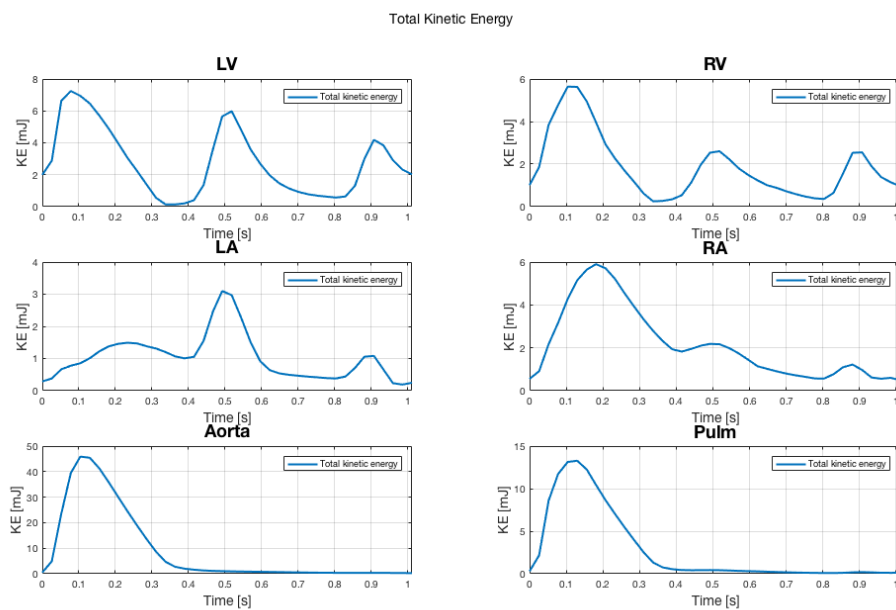 Total Kinetic Energy
LV
KE [mJ]
8
6
4
2
0
Total kinetic energy
0 0.1 0.2 0.3 0.4 0.5 0.6 0.7 0.8 0.9 1
Time [s]
RV
KE [mJ]
6
4
2
0
Total kinetic energy
0 0.1 0.2 0.3 0.4 0.5 0.6 0.7 0.8 0.9 1
Time [s]
LA
KE [mJ]
4
3
2
1
0
Total kinetic energy
0 0.1 0.2 0.3 0.4 0.5 0.6 0.7 0.8 0.9 1
Time [s]
RA
KE [mJ]
6
4
2
0
Total kinetic energy
0 0.1 0.2 0.3 0.4 0.5 0.6 0.7 0.8 0.9 1
Time [s]
Aorta
KE [mJ]
50
40
30
20
10
0
Total kinetic energy
0 0.1 0.2 0.3 0.4 0.5 0.6 0.7 0.8 0.9 1
Time [s]
Pulm
KE [mJ]
15
10
5
0
Total kinetic energy
0 0.1 0.2 0.3 0.4 0.5 0.6 0.7 0.8 0.9 1
Time [s]